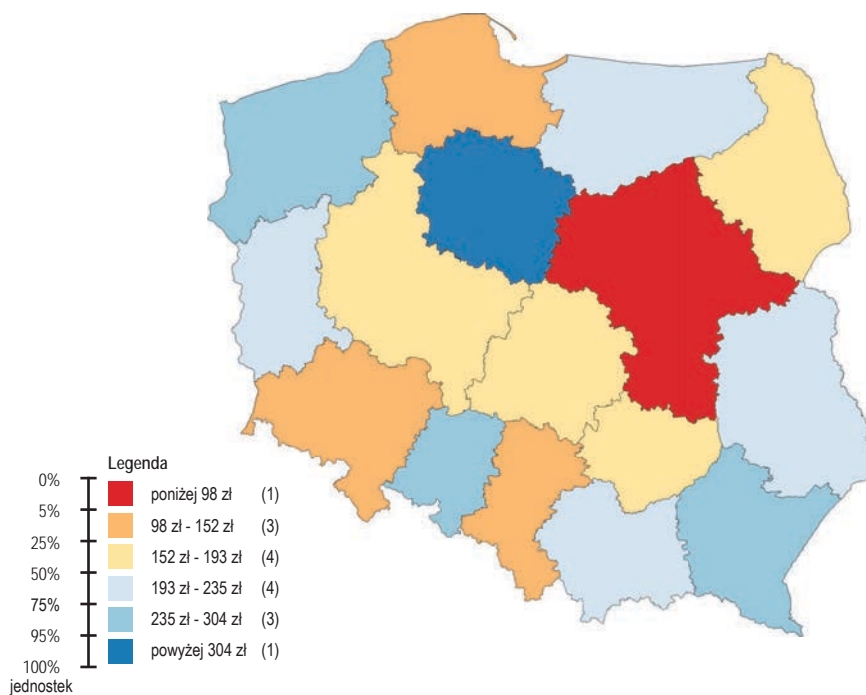 Legenda
0%
poniżej 98 zł (1)
5%
98 zł - 152 zł (3)
25%
152 zł - 193 zł (4)
50%
193 zł - 235 zł (4)
75%
235 zł - 304 zł (3)
95%
powyżej 304 zł (1)
100%
jednostek